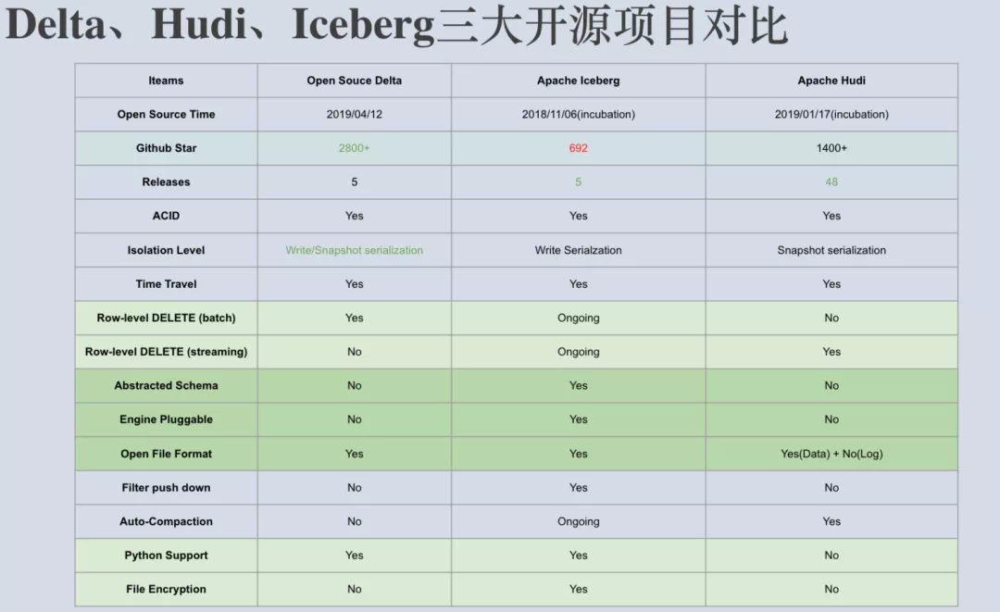 Delta、Hudi、Iceberg三大开源项目对比
Iteams Open Souce Delta Apache Iceberg Apache Hudi
Open Source Time 2019/04/12 2018/11/06(incubation) 2019/01/17(incubation)
Github Star 2800+ 692 1400+
Releases 5 5 48
ACID Yes Yes Yes
Isolation Level Write/Snapshot serialization Write Serialzation Snapshot serialization
Time Travel Yes Yes Yes
Row-level DELETE (batch) Yes Ongoing No
Row-level DELETE (streaming) No Ongoing Yes
Abstracted Schema No Yes No
Engine Pluggable No Yes No
Open File Format Yes Yes Yes(Data) + No(Log)
Filter push down No Yes No
Auto-Compaction No Ongoing Yes
Python Support Yes Yes No
File Encryption No Yes No